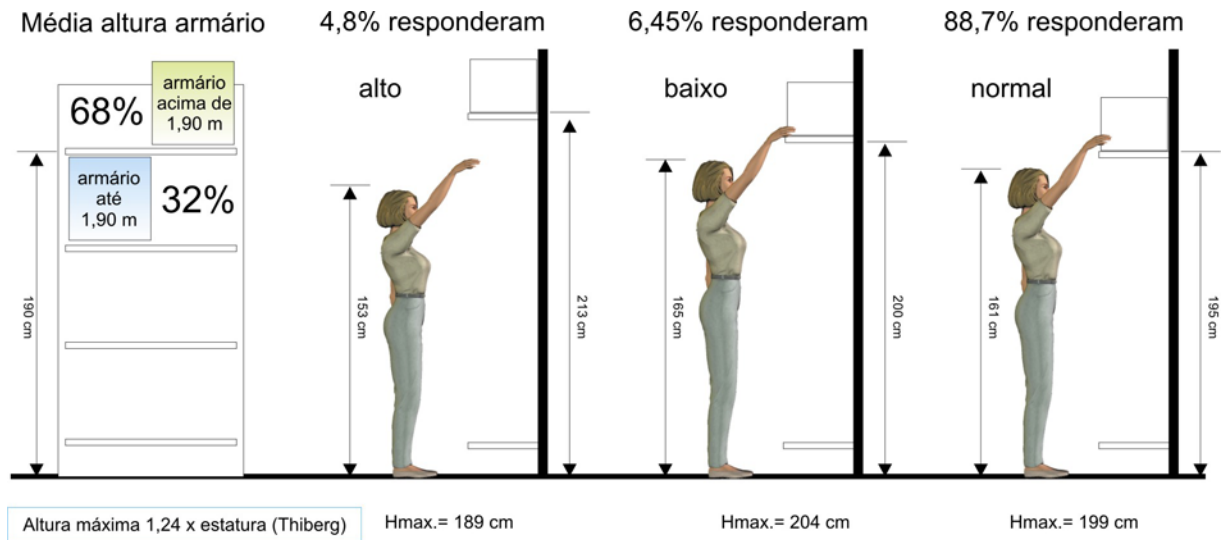 Média altura armário
68%
armário
acima de
1,90 m
armário
até
1,90 m
32%
190 cm
4,8% responderam
alto
153 cm
213 cm
6,45% responderam
baixo
165 cm
200 cm
88,7% responderam
normal
161 cm
195 cm
Altura máxima 1,24 x estatura (Thiberg)
Hmax.= 189 cm
Hmax.= 204 cm
Hmax.= 199 cm